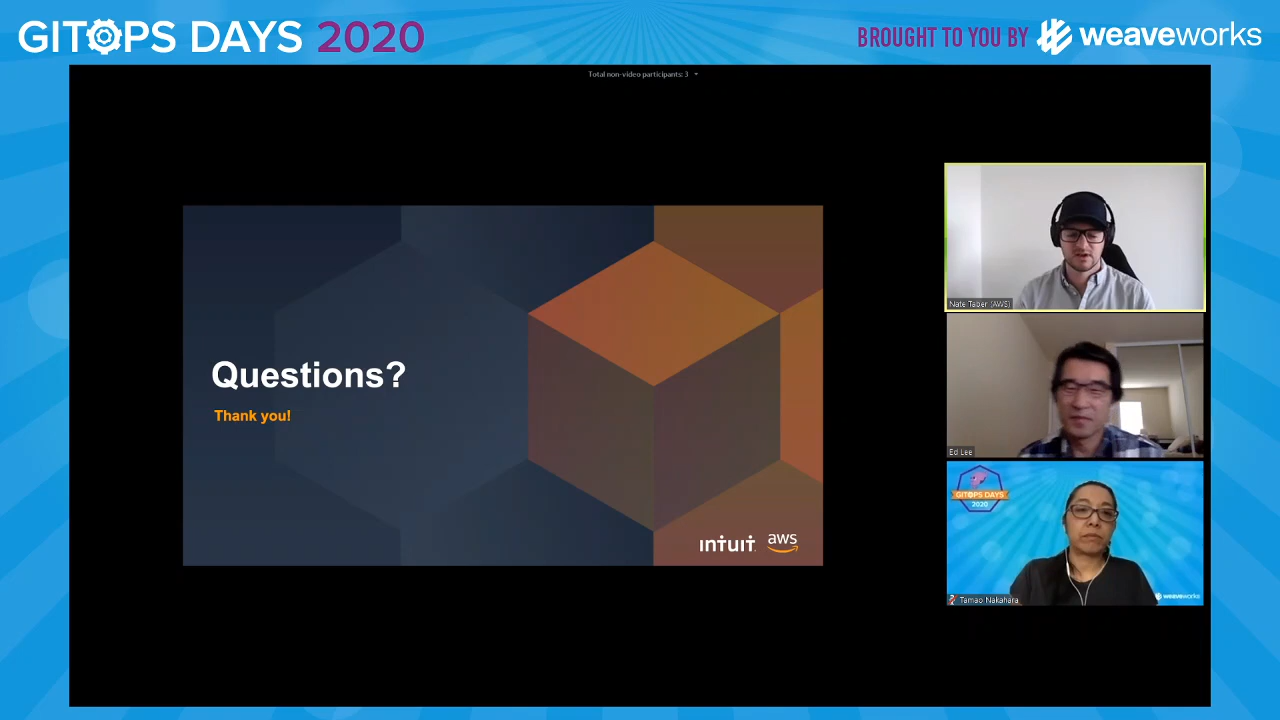 GITOPS DAYS 2020
BROUGHT TO YOU BY weaveworks
Total non-video participants: 3
Questions?
Thank you!
INTUIT aws
Nate Taber (AWS)
Ed Lee
GITOPS DAYS
2020
Tamao Nakahara
weaveworks